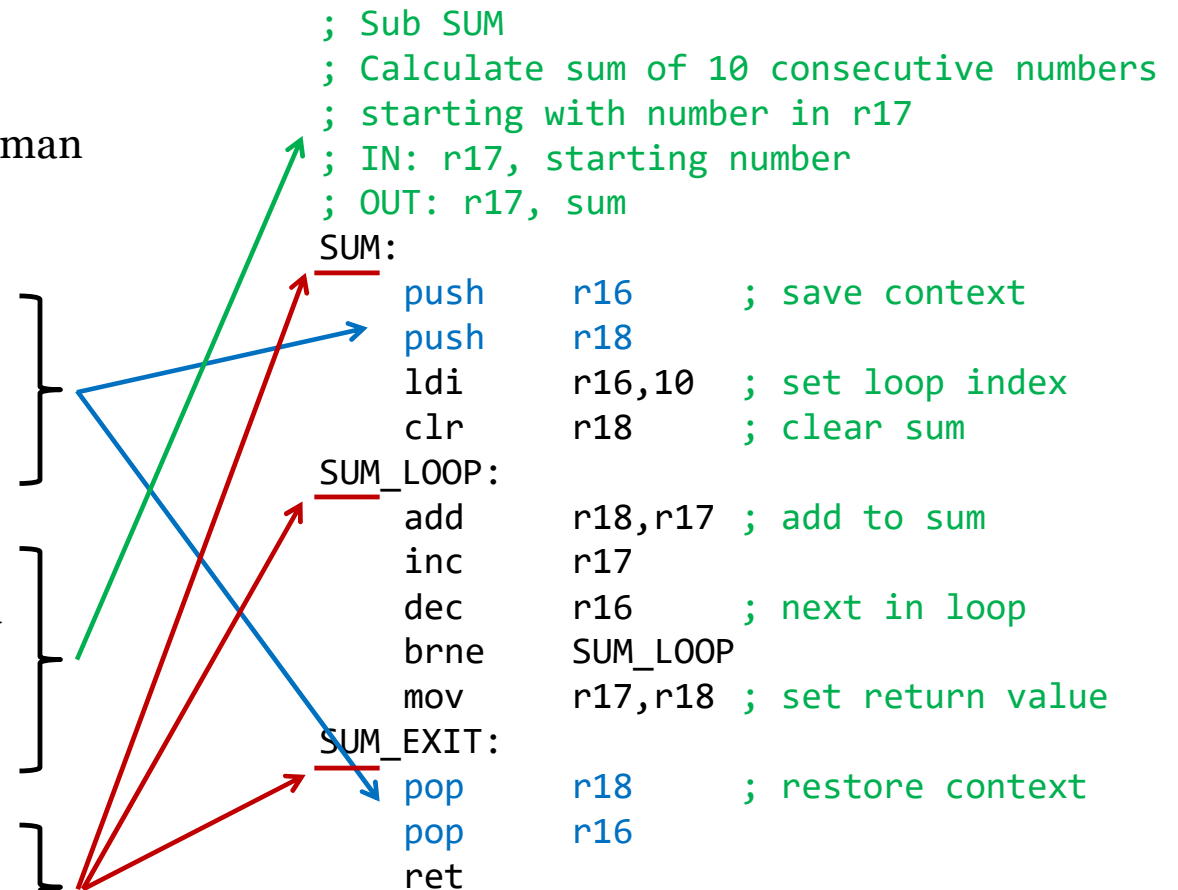 ; Sub SUM
; Calculate sum of 10 consecutive numbers
; starting with number in r17
man
; IN: r17, starting number
; OUT: r17, sum
SUM:
push r16 ; save context
push r18
ldi r16,10 ; set loop index
clr r18 ; clear sum
SUM_LOOP:
add r18,r17 ; add to sum
inc r17
dec r16 ; next in loop
brne SUM_LOOP
mov r17,r18 ; set return value
SUM_EXIT:
pop r18 ; restore context
pop r16
ret